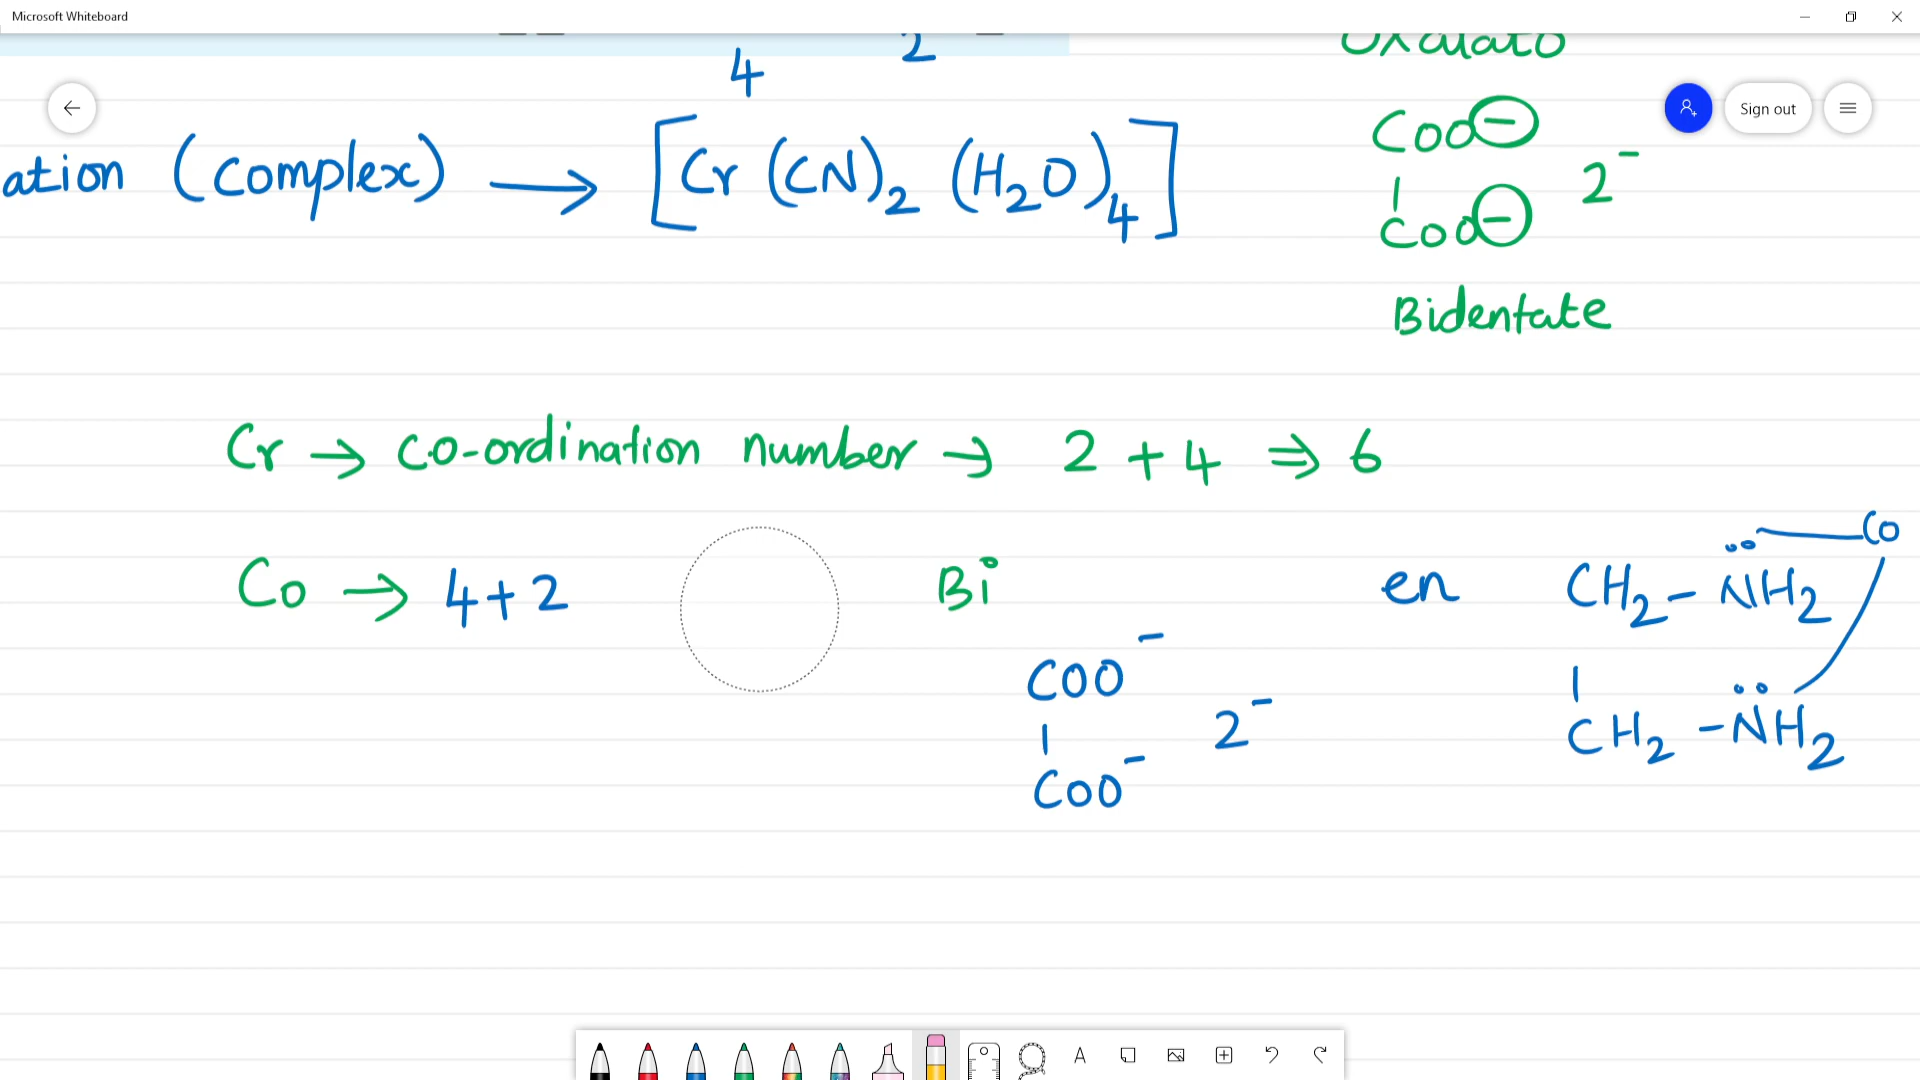 Microsoft Whiteboard
4 2
Oxalato
Sign out
ation (complex) → [Cr (CN)2 (H2O)4]
COO⊖
|
COO⊖
2-
Bidentate
Cr → co-ordination number → 2 + 4 ⇒ 6
Co → 4+2
Bi
COO-
|
COO-
2-
en
Co
CH2 - NH2
|
CH2 - NH2
A